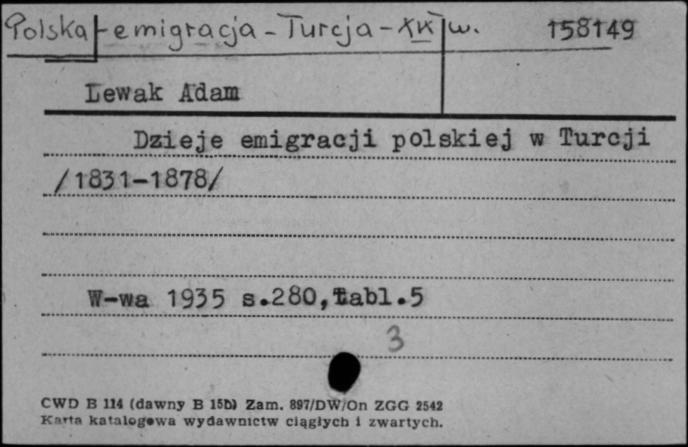 Polska - emigracja - Turcja - XIX w. 158149
Lewak Adam
Dzieje emigracji polskiej w Turcji
/1831-1878/
W-wa 1935 s.280, tabl.5
3
CWD B 114 (dawny B 15b) Zam. 897/DW/On ZGG 2542
Karta katalogowa wydawnictw ciągłych i zwartych.